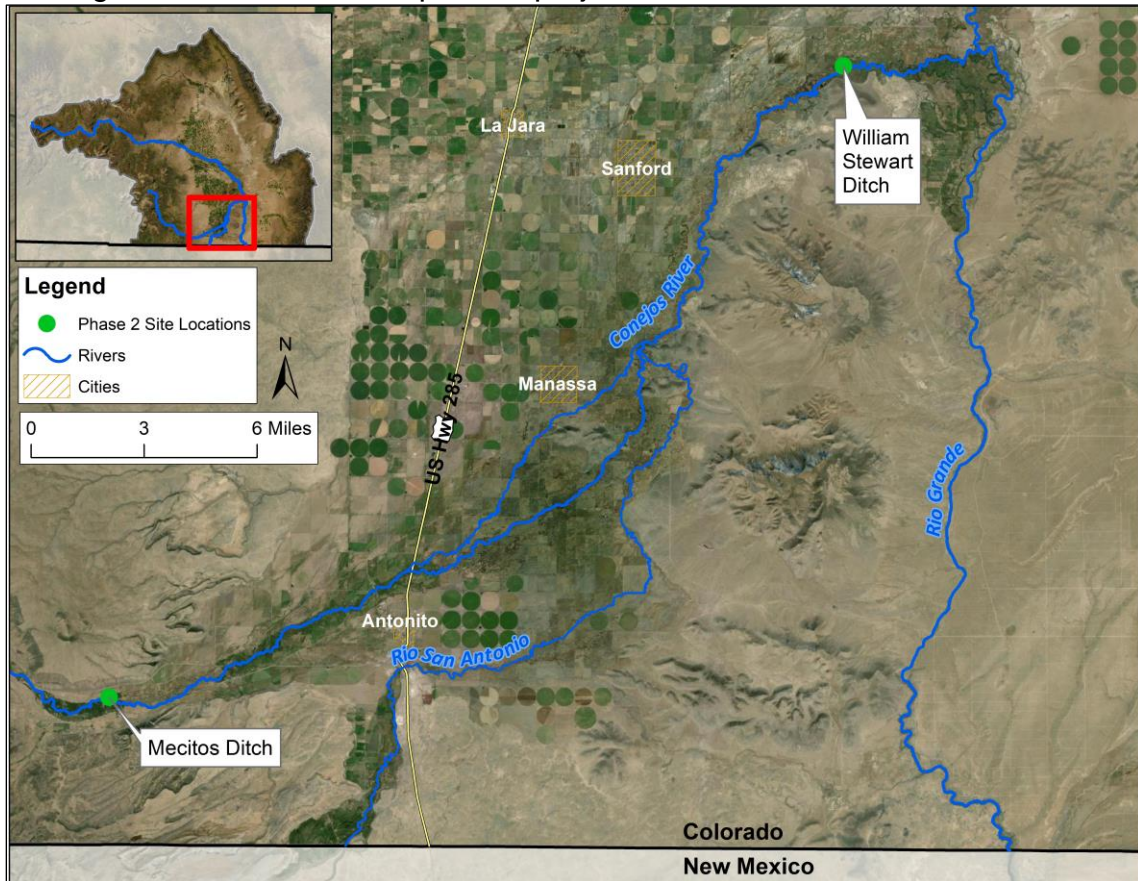 La Jara
Sanford
William
Stewart
Ditch
Legend
Phase 2 Site Locations
Rivers
Cities
N
0 3 6 Miles
Conejos River
Manassa
US Hwy 285
Rio Grande
Antonito
Rio San Antonio
Mecitos Ditch
Colorado
New Mexico